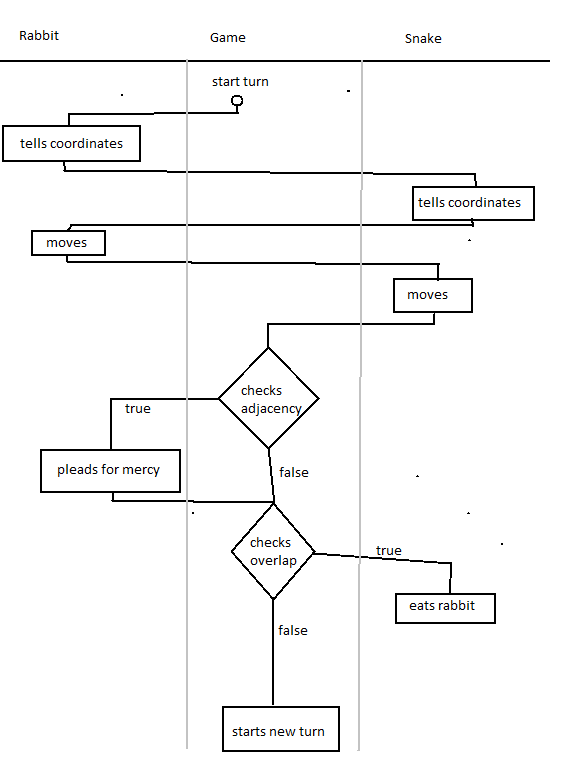 Rabbit
Game
Snake
start turn
tells coordinates
tells coordinates
moves
moves
checks
adjacency
true
pleads for mercy
false
checks
overlap
true
eats rabbit
false
starts new turn